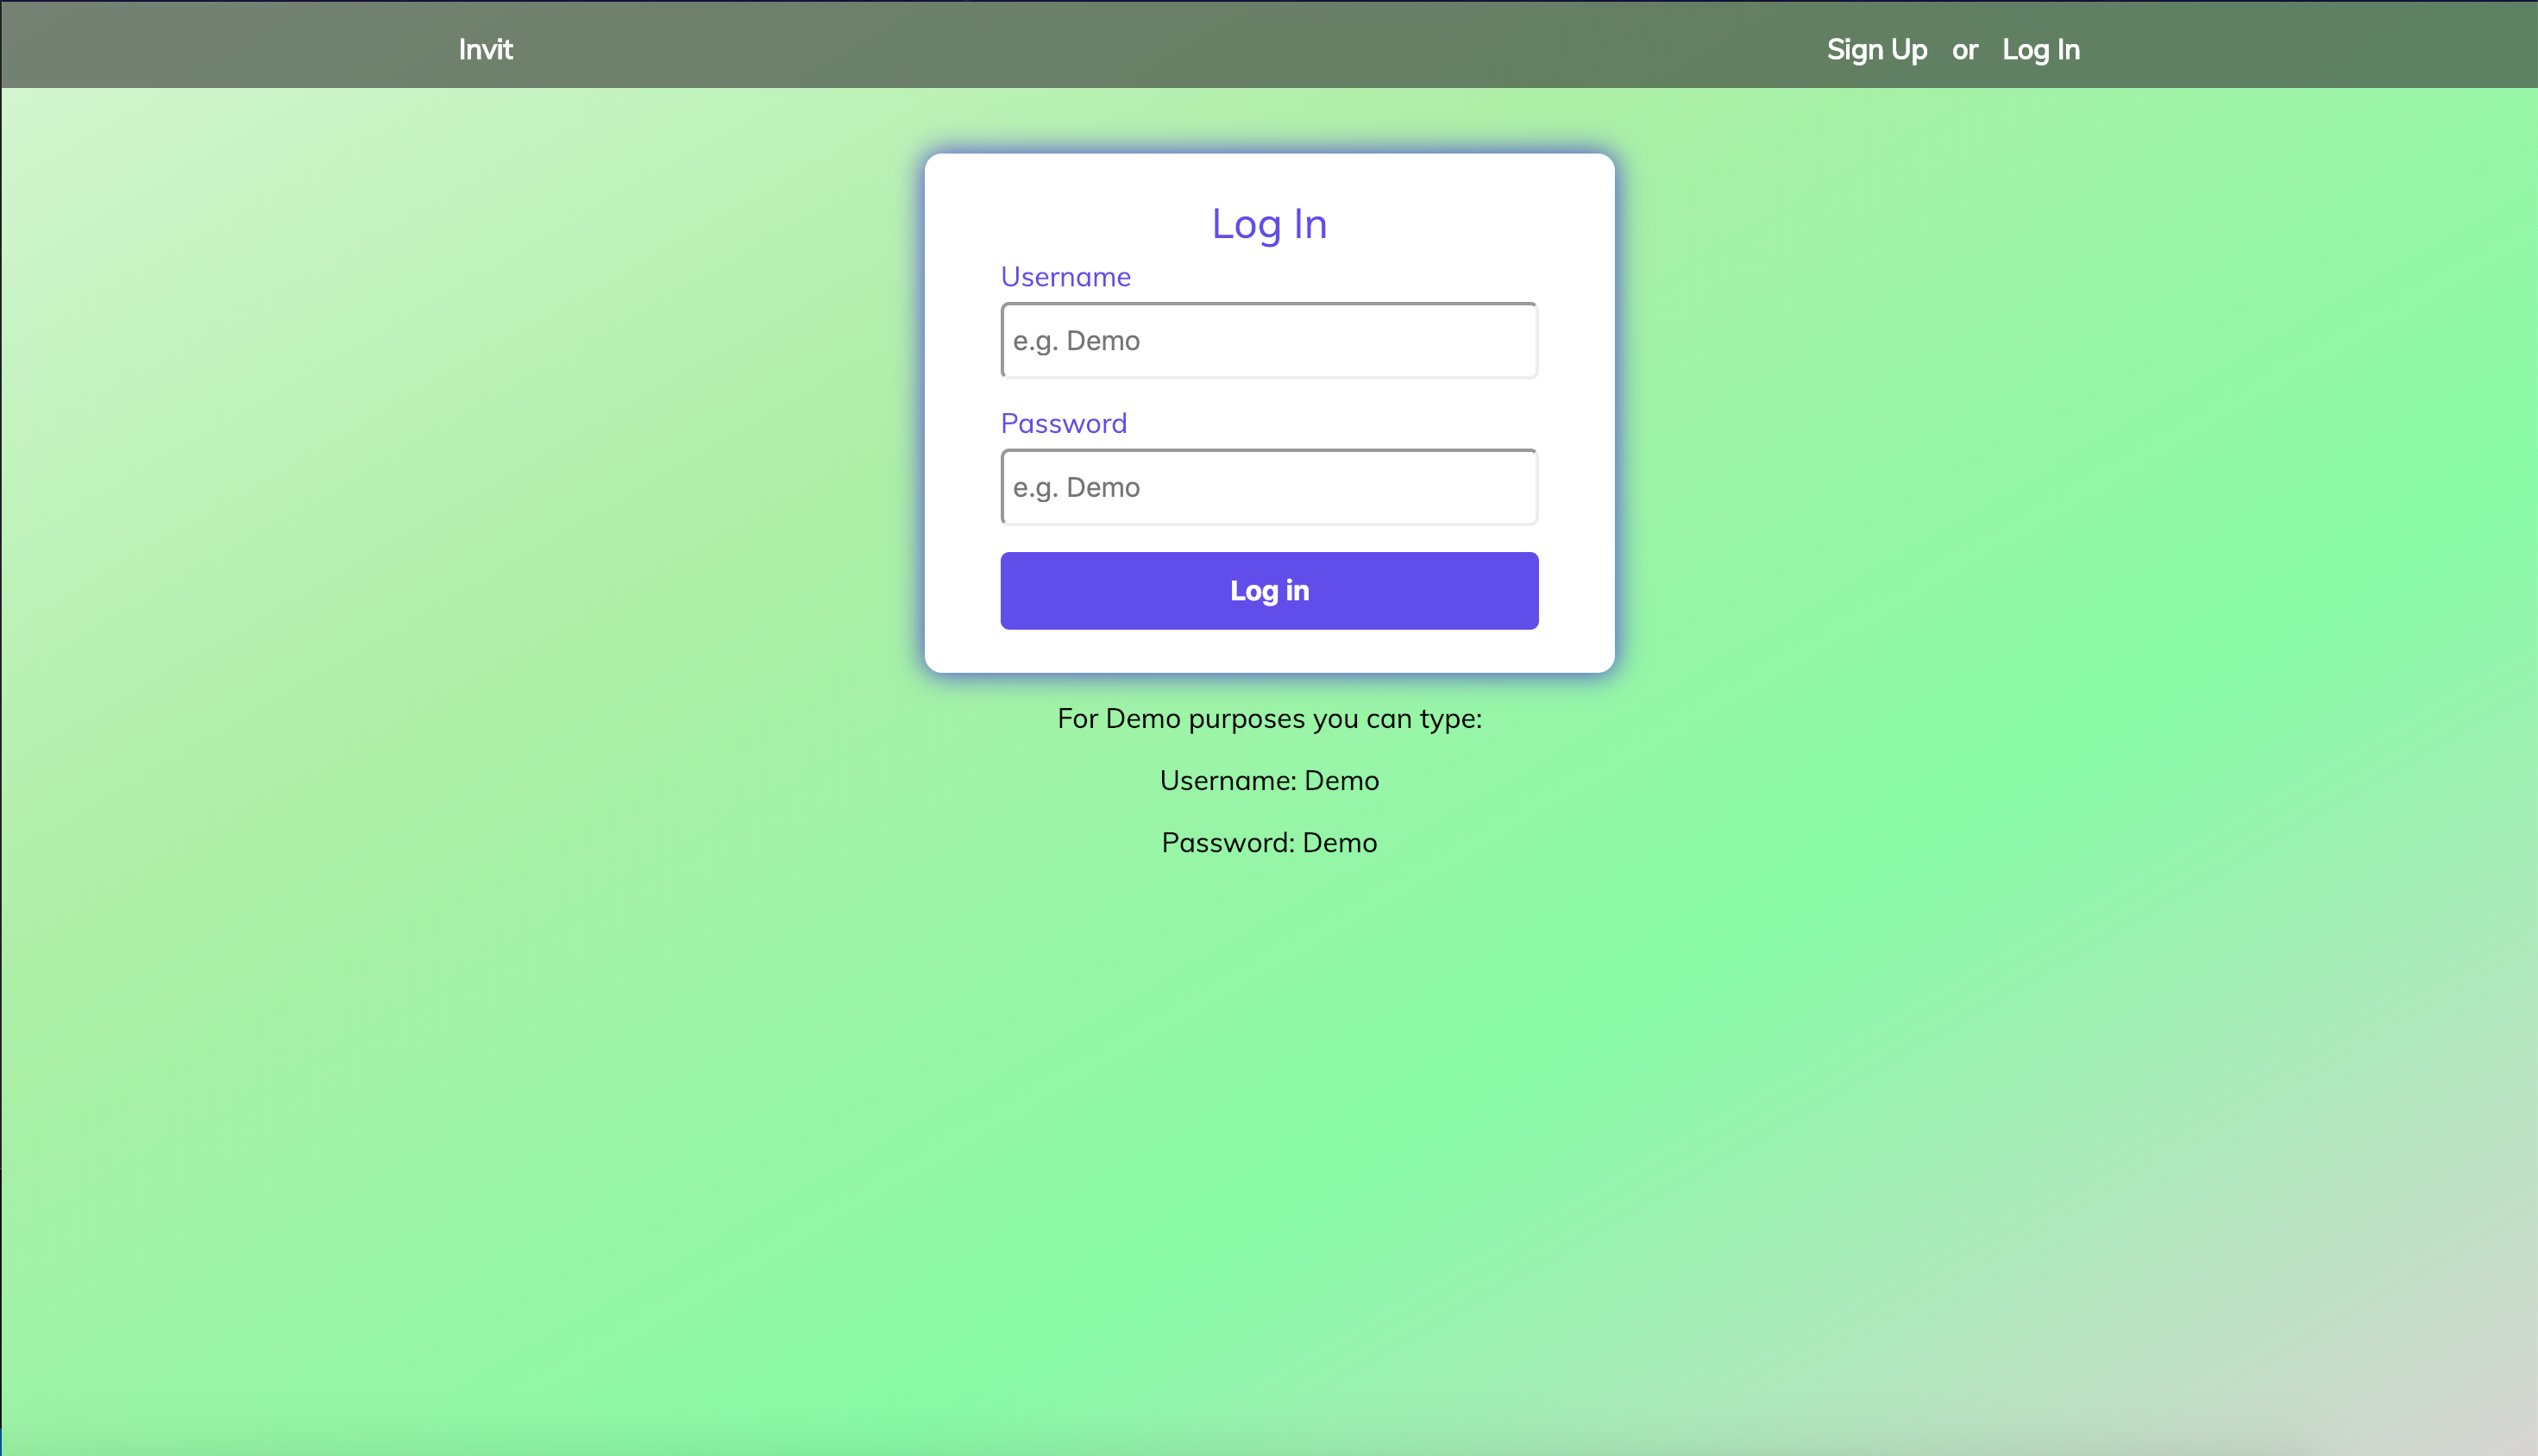 Invit
Sign Up or Log In
Log In
Username
e.g. Demo
Password
e.g. Demo
Log in
For Demo purposes you can type:
Username: Demo
Password: Demo